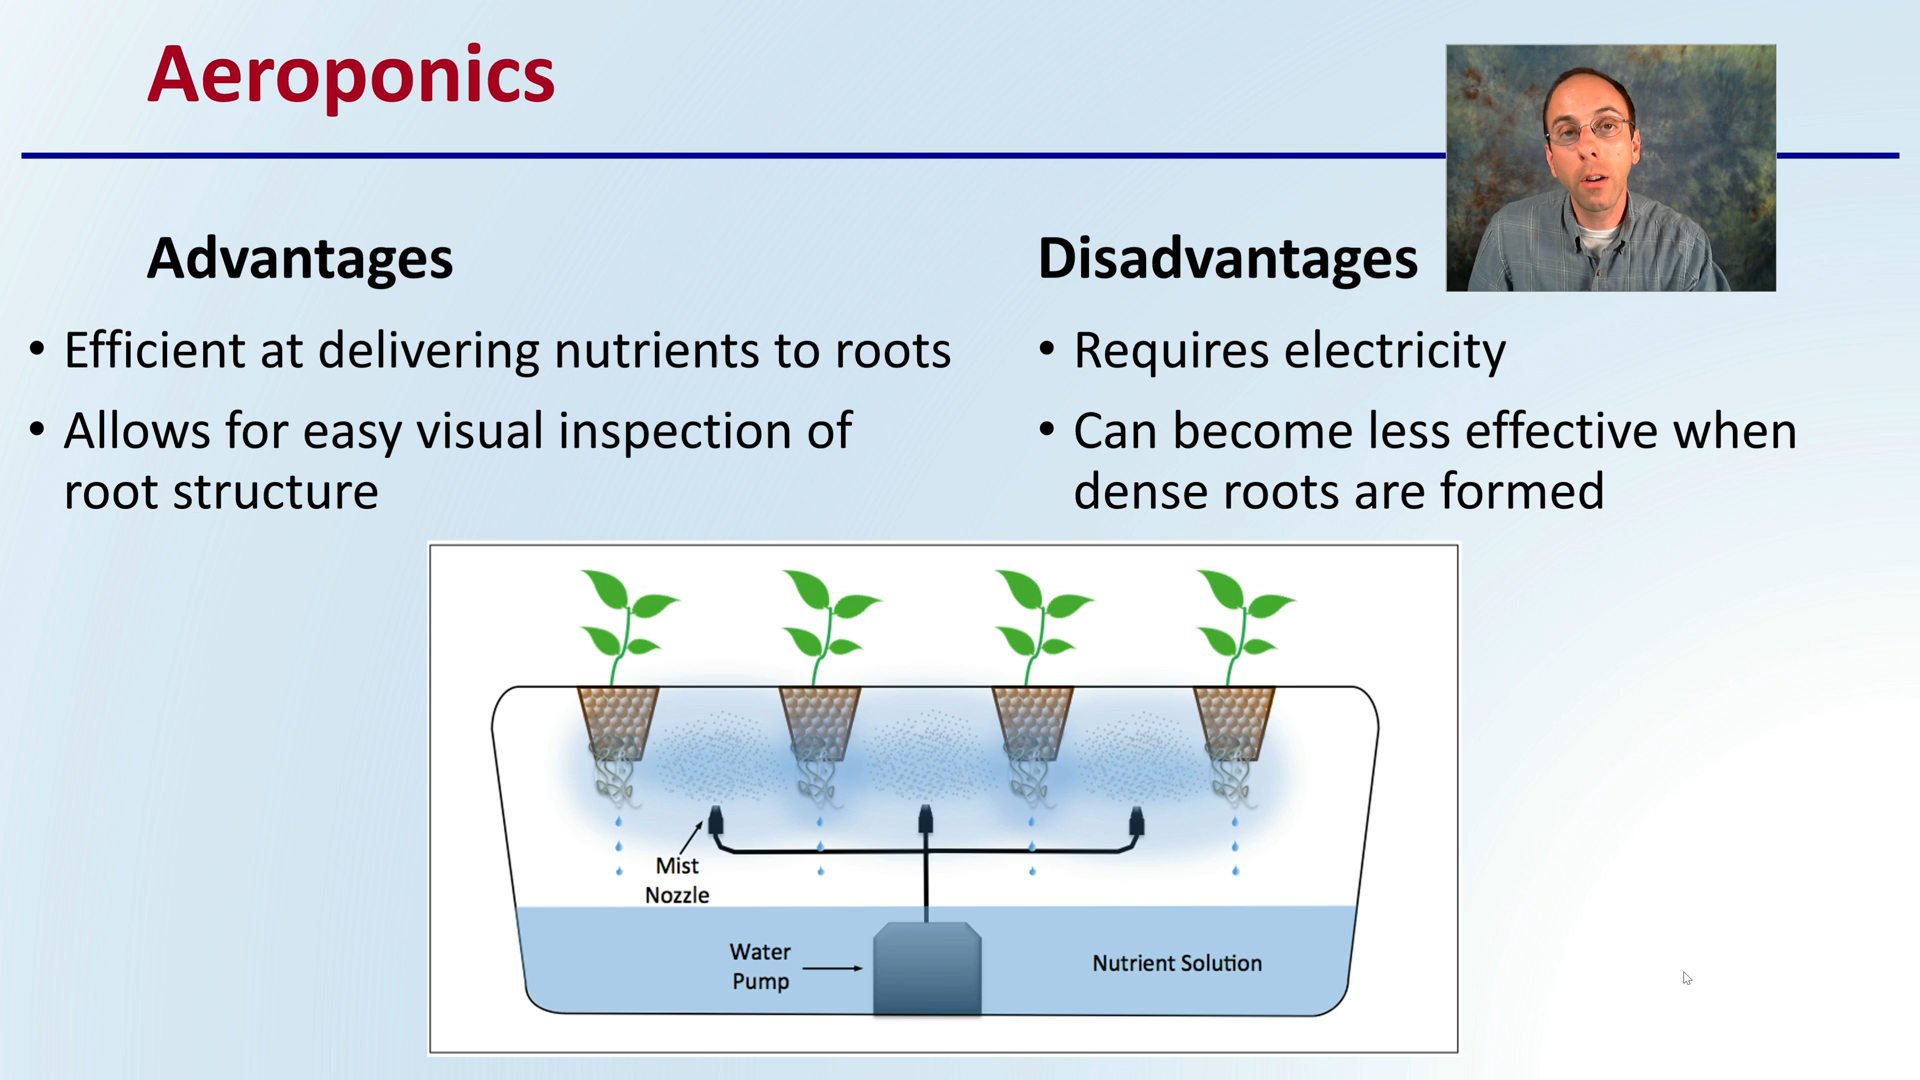 Aeroponics
Advantages
• Efficient at delivering nutrients to roots
• Allows for easy visual inspection of
root structure
Disadvantages
• Requires electricity
• Can become less effective when
dense roots are formed
Mist
Nozzle
Water
Pump
Nutrient Solution